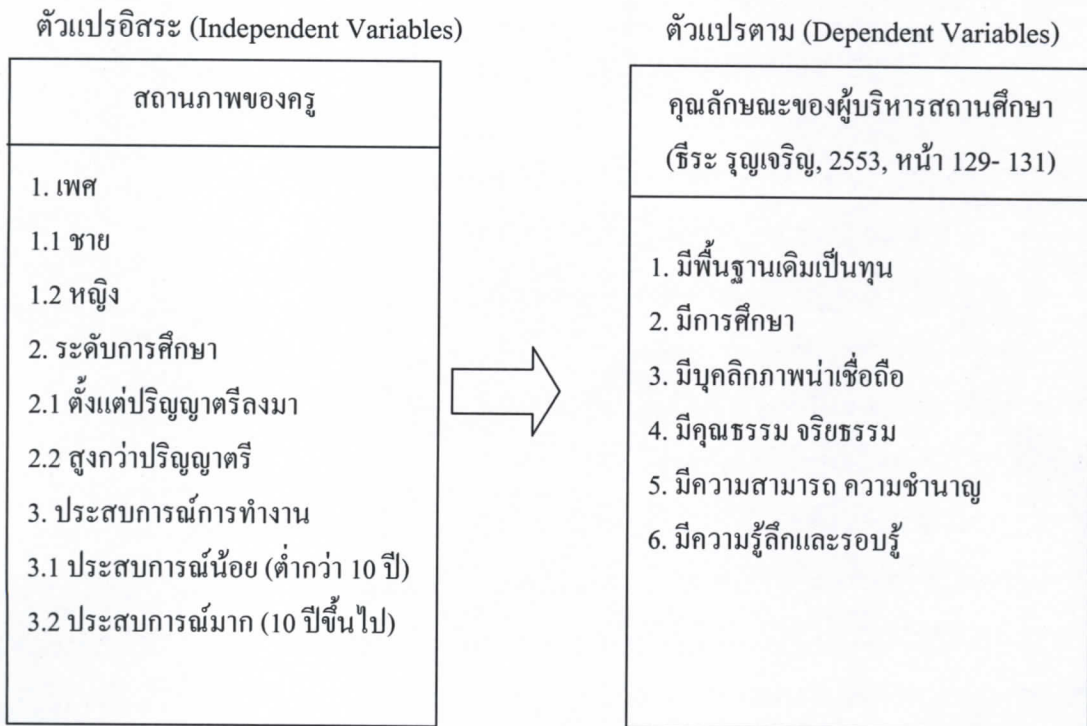 ตัวแปรอิสระ (Independent Variables)
สถานภาพของครู
1. เพศ
1.1 ชาย
1.2 หญิง
2. ระดับการศึกษา
2.1 ตั้งแต่ปริญญาตรีลงมา
2.2 สูงกว่าปริญญาตรี
3. ประสบการณ์การทำงาน
3.1 ประสบการณ์น้อย (ต่ำกว่า 10 ปี)
3.2 ประสบการณ์มาก (10 ปีขึ้นไป)
ตัวแปรตาม (Dependent Variables)
คุณลักษณะของผู้บริหารสถานศึกษา
(ธีระ รุญเจริญ, 2553, หน้า 129- 131)
1. มีพื้นฐานเดิมเป็นทุน
2. มีการศึกษา
3. มีบุคลิกภาพน่าเชื่อถือ
4. มีคุณธรรม จริยธรรม
5. มีความสามารถ ความชำนาญ
6. มีความรู้ลึกและรอบรู้